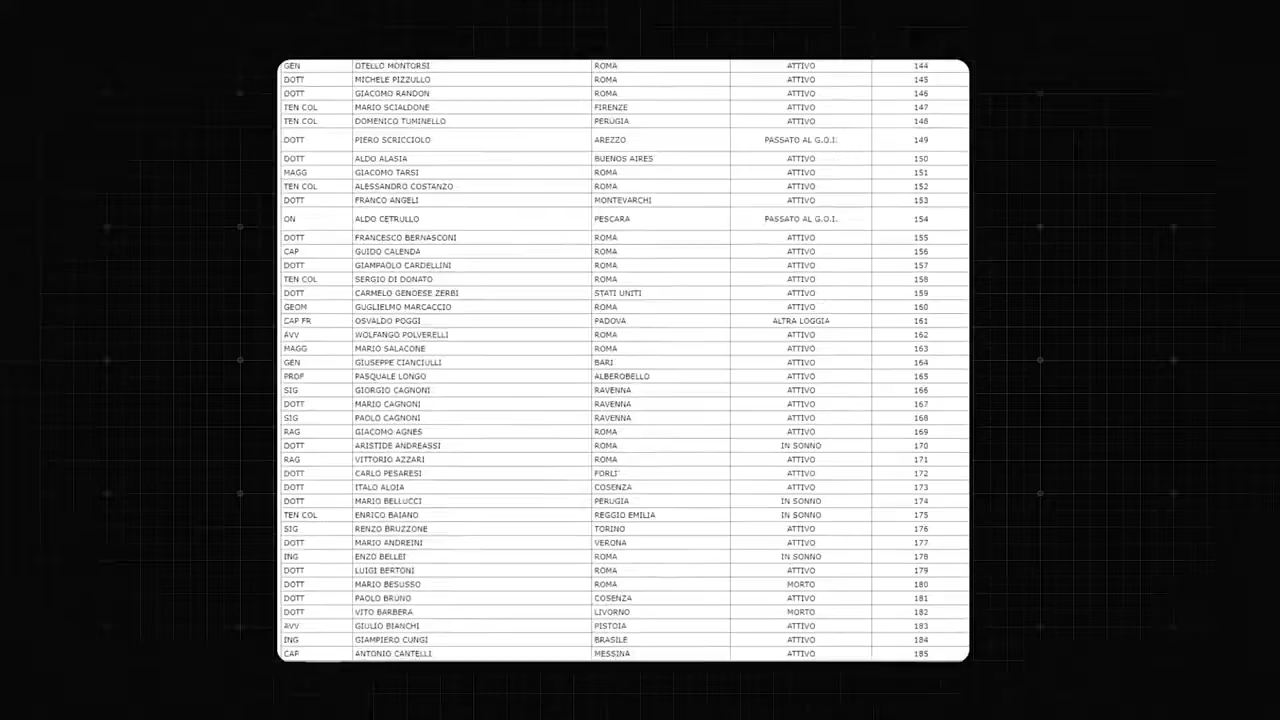 GEN OTELLO MONTORSI ROMA ATTIVO 144
DOTT MICHELE PIZZULLO ROMA ATTIVO 145
DOTT GIACOMO RANDON ROMA ATTIVO 146
TEN COL MARIO SCIALDONE FIRENZE ATTIVO 147
TEN COL DOMENICO TUMINELLO PERUGIA ATTIVO 148
DOTT PIERO SCRICCIOLO AREZZO PASSATO AL G.O.I. 149
DOTT ALDO ALASIA BUENOS AIRES ATTIVO 150
MAGG GIACOMO TARSI ROMA ATTIVO 151
TEN COL ALESSANDRO COSTANZO ROMA ATTIVO 152
DOTT FRANCO ANGELI MONTEVARCHI ATTIVO 153
ON ALDO CETRULLO PESCARA PASSATO AL G.O.I. 154
DOTT FRANCESCO BERNASCONI ROMA ATTIVO 155
CAP GUIDO CALENDA ROMA ATTIVO 156
DOTT GIAMPAOLO CARDELLINI ROMA ATTIVO 157
TEN COL SERGIO DI DONATO ROMA ATTIVO 158
DOTT CARMELO GENOESE ZERBI STATI UNITI ATTIVO 159
GEOM GUGLIELMO MARCACCIO ROMA ATTIVO 160
CAP FR OSVALDO POGGI PADOVA ALTRA LOGGIA 161
AVV WOLFANGO POLVERELLI ROMA ATTIVO 162
MAGG MARIO SALACONE ROMA ATTIVO 163
GEN GIUSEPPE CIANCIULLI BARI ATTIVO 164
PROF PASQUALE LONGO ALBEROBELLO ATTIVO 165
SIG GIORGIO CAGNONI RAVENNA ATTIVO 166
DOTT MARIO CAGNONI RAVENNA ATTIVO 167
SIG PAOLO CAGNONI RAVENNA ATTIVO 168
RAG GIACOMO AGNES ROMA ATTIVO 169
DOTT ARISTIDE ANDREASSI ROMA IN SONNO 170
RAG VITTORIO AZZARI ROMA ATTIVO 171
DOTT CARLO PESARESI FORLI' ATTIVO 172
DOTT ITALO ALOIA COSENZA ATTIVO 173
DOTT MARIO BELLUCCI PERUGIA IN SONNO 174
TEN COL ENRICO BAIANO REGGIO EMILIA IN SONNO 175
SIG RENZO BRUZZONE TORINO ATTIVO 176
DOTT MARIO ANDREINI VERONA ATTIVO 177
ING ENZO BELLEI ROMA IN SONNO 178
DOTT LUIGI BERTONI ROMA ATTIVO 179
DOTT MARIO BESUSSO ROMA MORTO 180
DOTT PAOLO BRUNO COSENZA ATTIVO 181
DOTT VITO BARBERA LIVORNO MORTO 182
AVV GIULIO BIANCHI PISTOIA ATTIVO 183
ING GIAMPIERO CUNGI BRASILE ATTIVO 184
CAP ANTONIO CANTELLI MESSINA ATTIVO 185